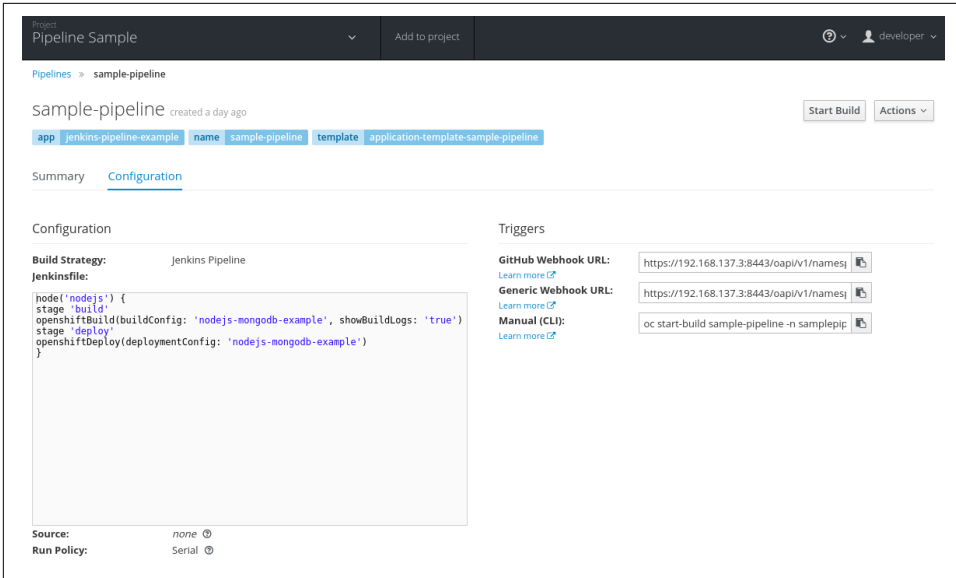 Project
Pipeline Sample
Add to project
developer
Pipelines » sample-pipeline
sample-pipeline created a day ago
Start Build
Actions
app jenkins-pipeline-example name sample-pipeline template application-template-sample-pipeline
Summary Configuration
Configuration
Build Strategy: Jenkins Pipeline
Jenkinsfile:
node('nodejs') {
stage 'build'
openshiftBuild(buildConfig: 'nodejs-mongodb-example', showBuildLogs: 'true')
stage 'deploy'
openshiftDeploy(deploymentConfig: 'nodejs-mongodb-example')
}
Source: none
Run Policy: Serial
Triggers
GitHub Webhook URL: https://192.168.137.3:8443/oapi/v1/namesp
Learn more
Generic Webhook URL: https://192.168.137.3:8443/oapi/v1/namesp
Learn more
Manual (CLI): oc start-build sample-pipeline -n samplepip
Learn more